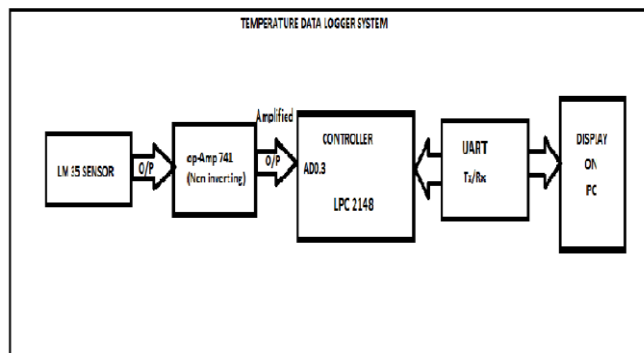 TEMPERATURE DATA LOGGER SYSTEM
LM 35 SENSOR
O/P
op-Amp 741
(Non inverting)
Amplified
O/P
CONTROLLER
AD0.3
LPC 2148
UART
Tx/Rx
DISPLAY
ON
PC